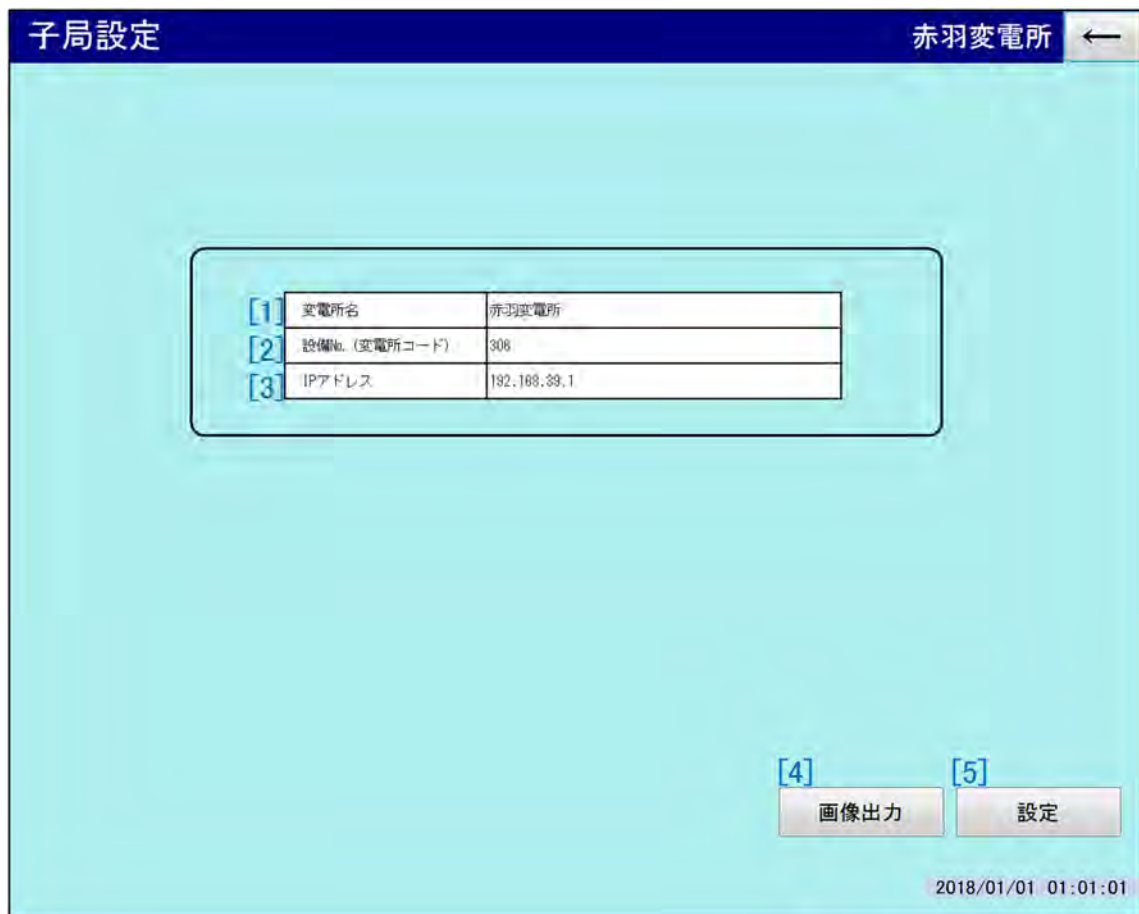 子局設定 赤羽変電所 ←
[1] 変電所名 赤羽変電所
[2] 設備№.（変電所コード） 306
[3] IPアドレス 192.168.39.1
[4] [5]
画像出力 設定
2018/01/01 01:01:01